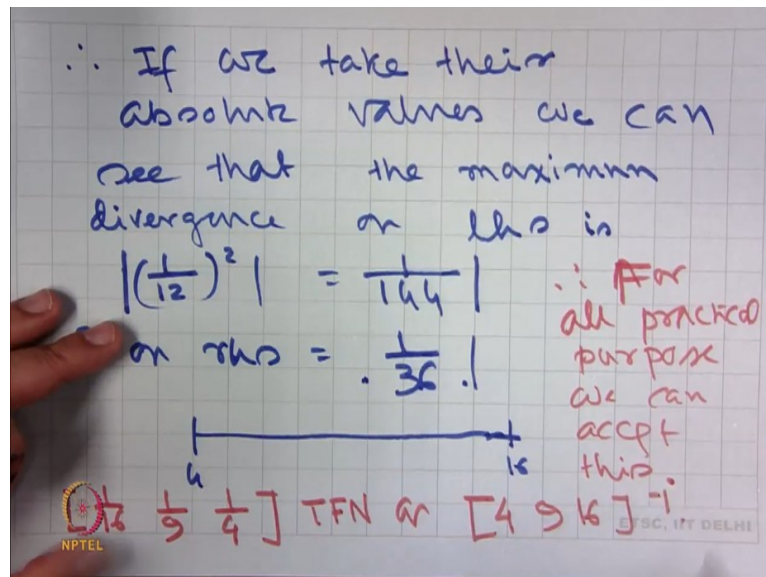 ∴ If we take their
absolute values we can
see that the maximum
divergence on lhs is
|(1/12)²| = 1/144 |
on rhs = . 1/36 . |
∴ For
all practical
purpose
we can
accept
this
4 16
1/9 1/4 ] TFN as [4 9 16]⁻¹
NPTEL
ETSC, IIT DELHI